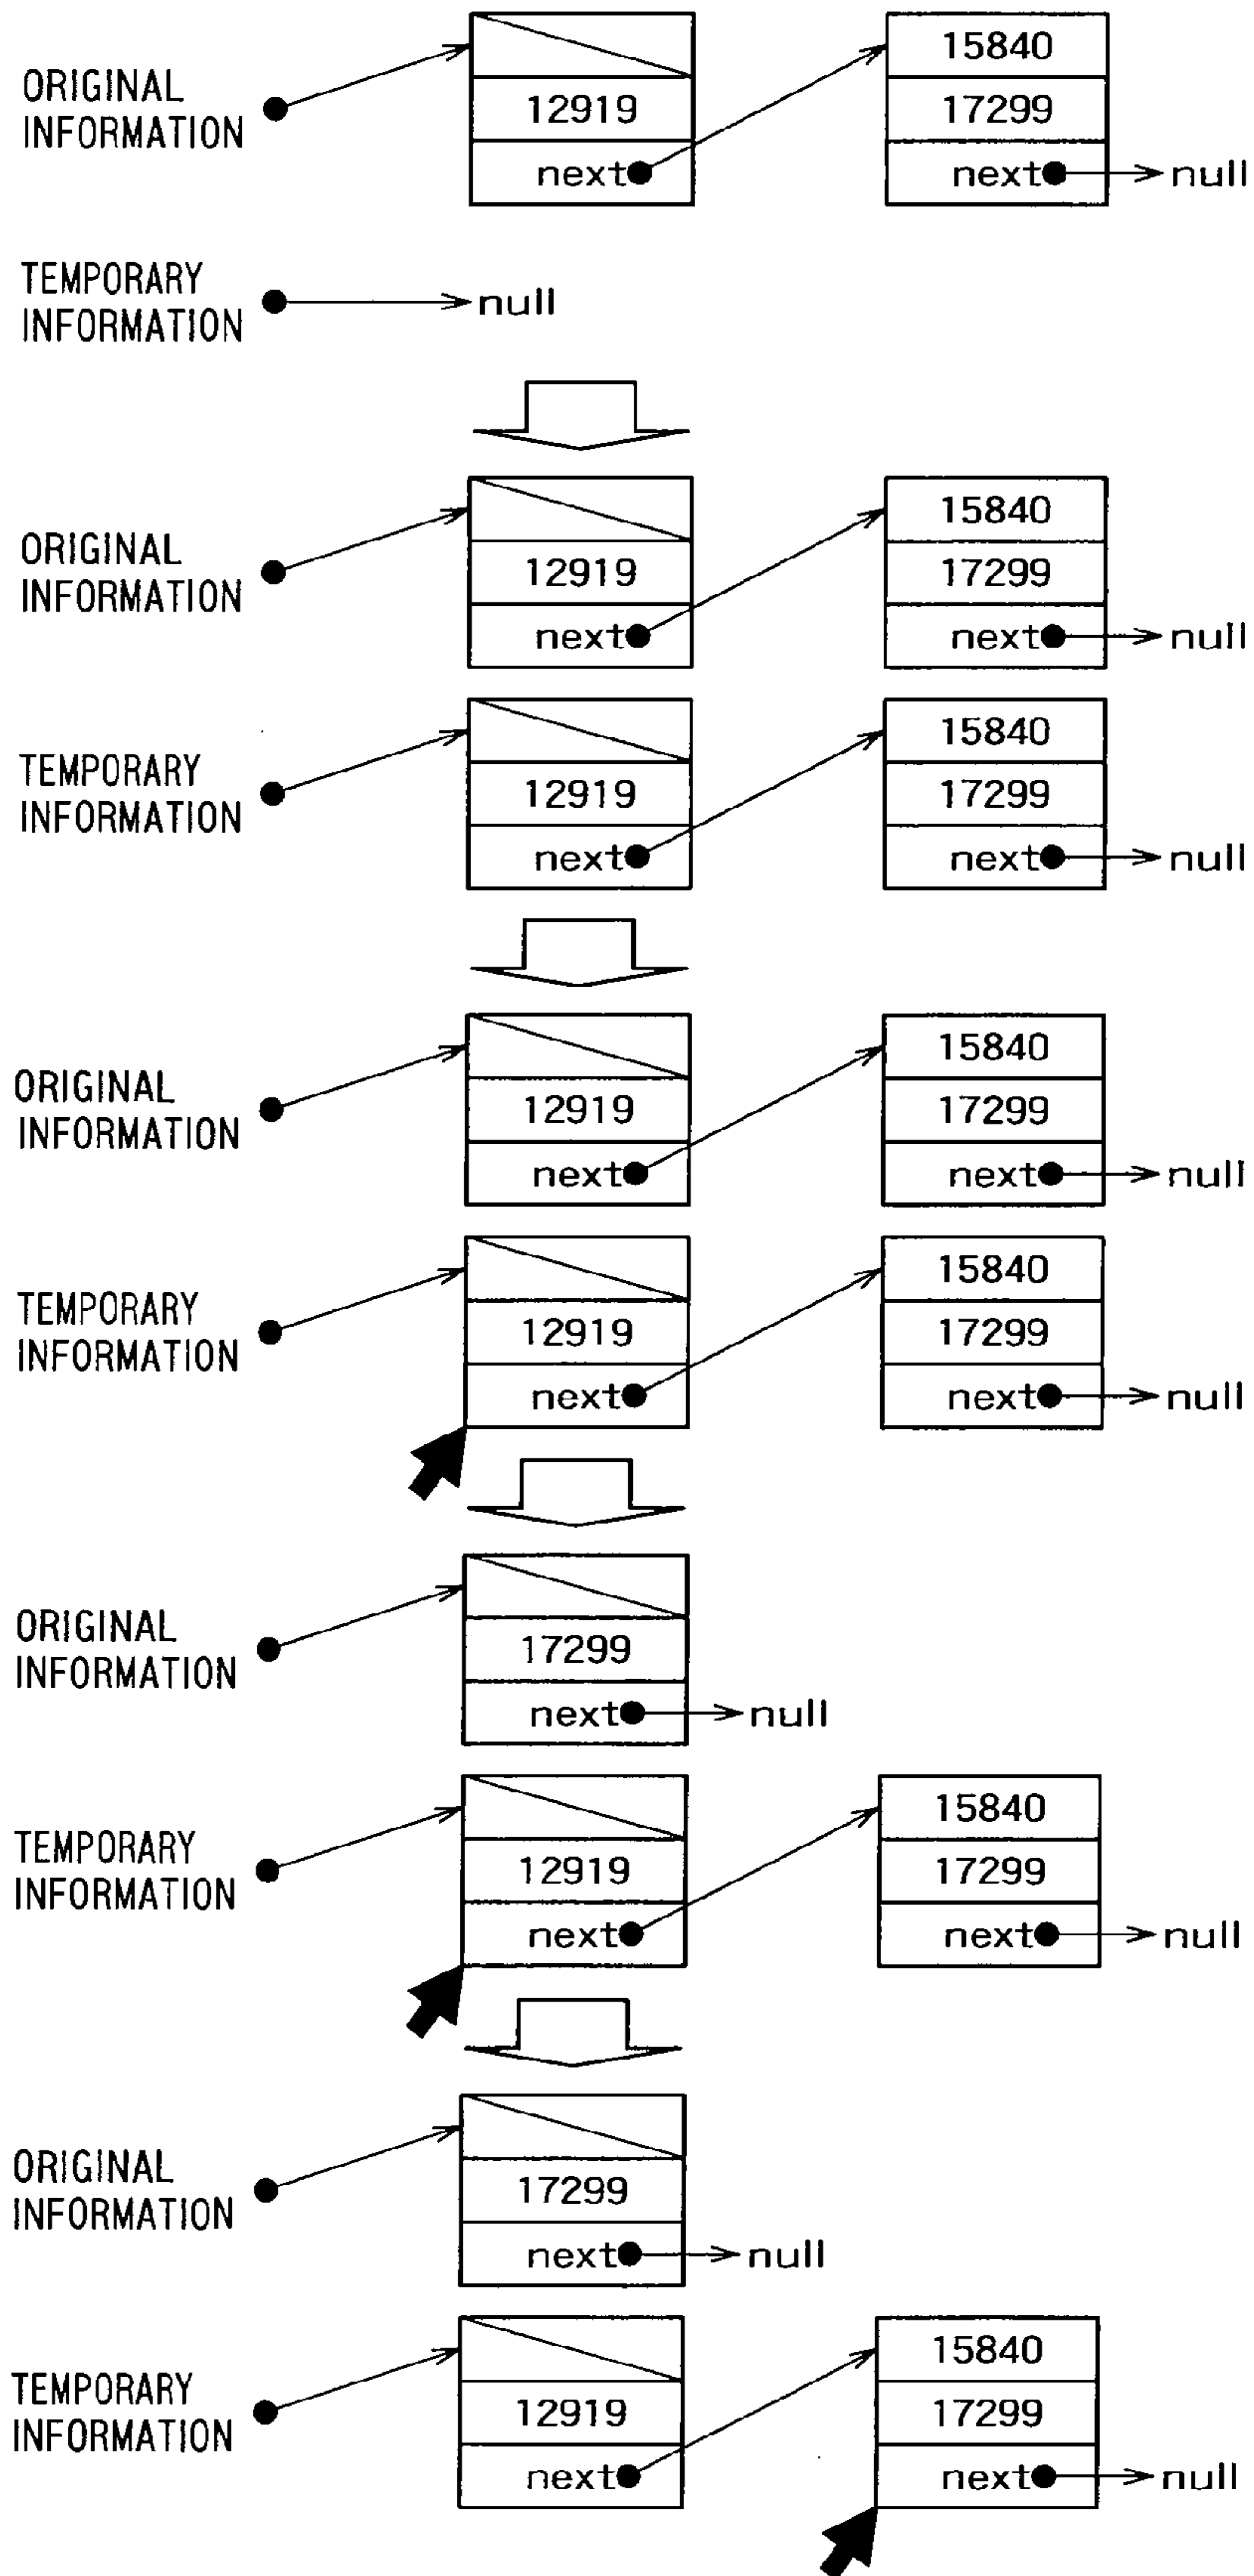 ORIGINAL
INFORMATION
12919
next
15840
17299
next
null
TEMPORARY
INFORMATION
null
ORIGINAL
INFORMATION
12919
next
15840
17299
next
null
TEMPORARY
INFORMATION
12919
next
15840
17299
next
null
ORIGINAL
INFORMATION
12919
next
15840
17299
next
null
TEMPORARY
INFORMATION
12919
next
15840
17299
next
null
ORIGINAL
INFORMATION
17299
next
null
TEMPORARY
INFORMATION
12919
next
15840
17299
next
null
ORIGINAL
INFORMATION
17299
next
null
TEMPORARY
INFORMATION
12919
next
15840
17299
next
null